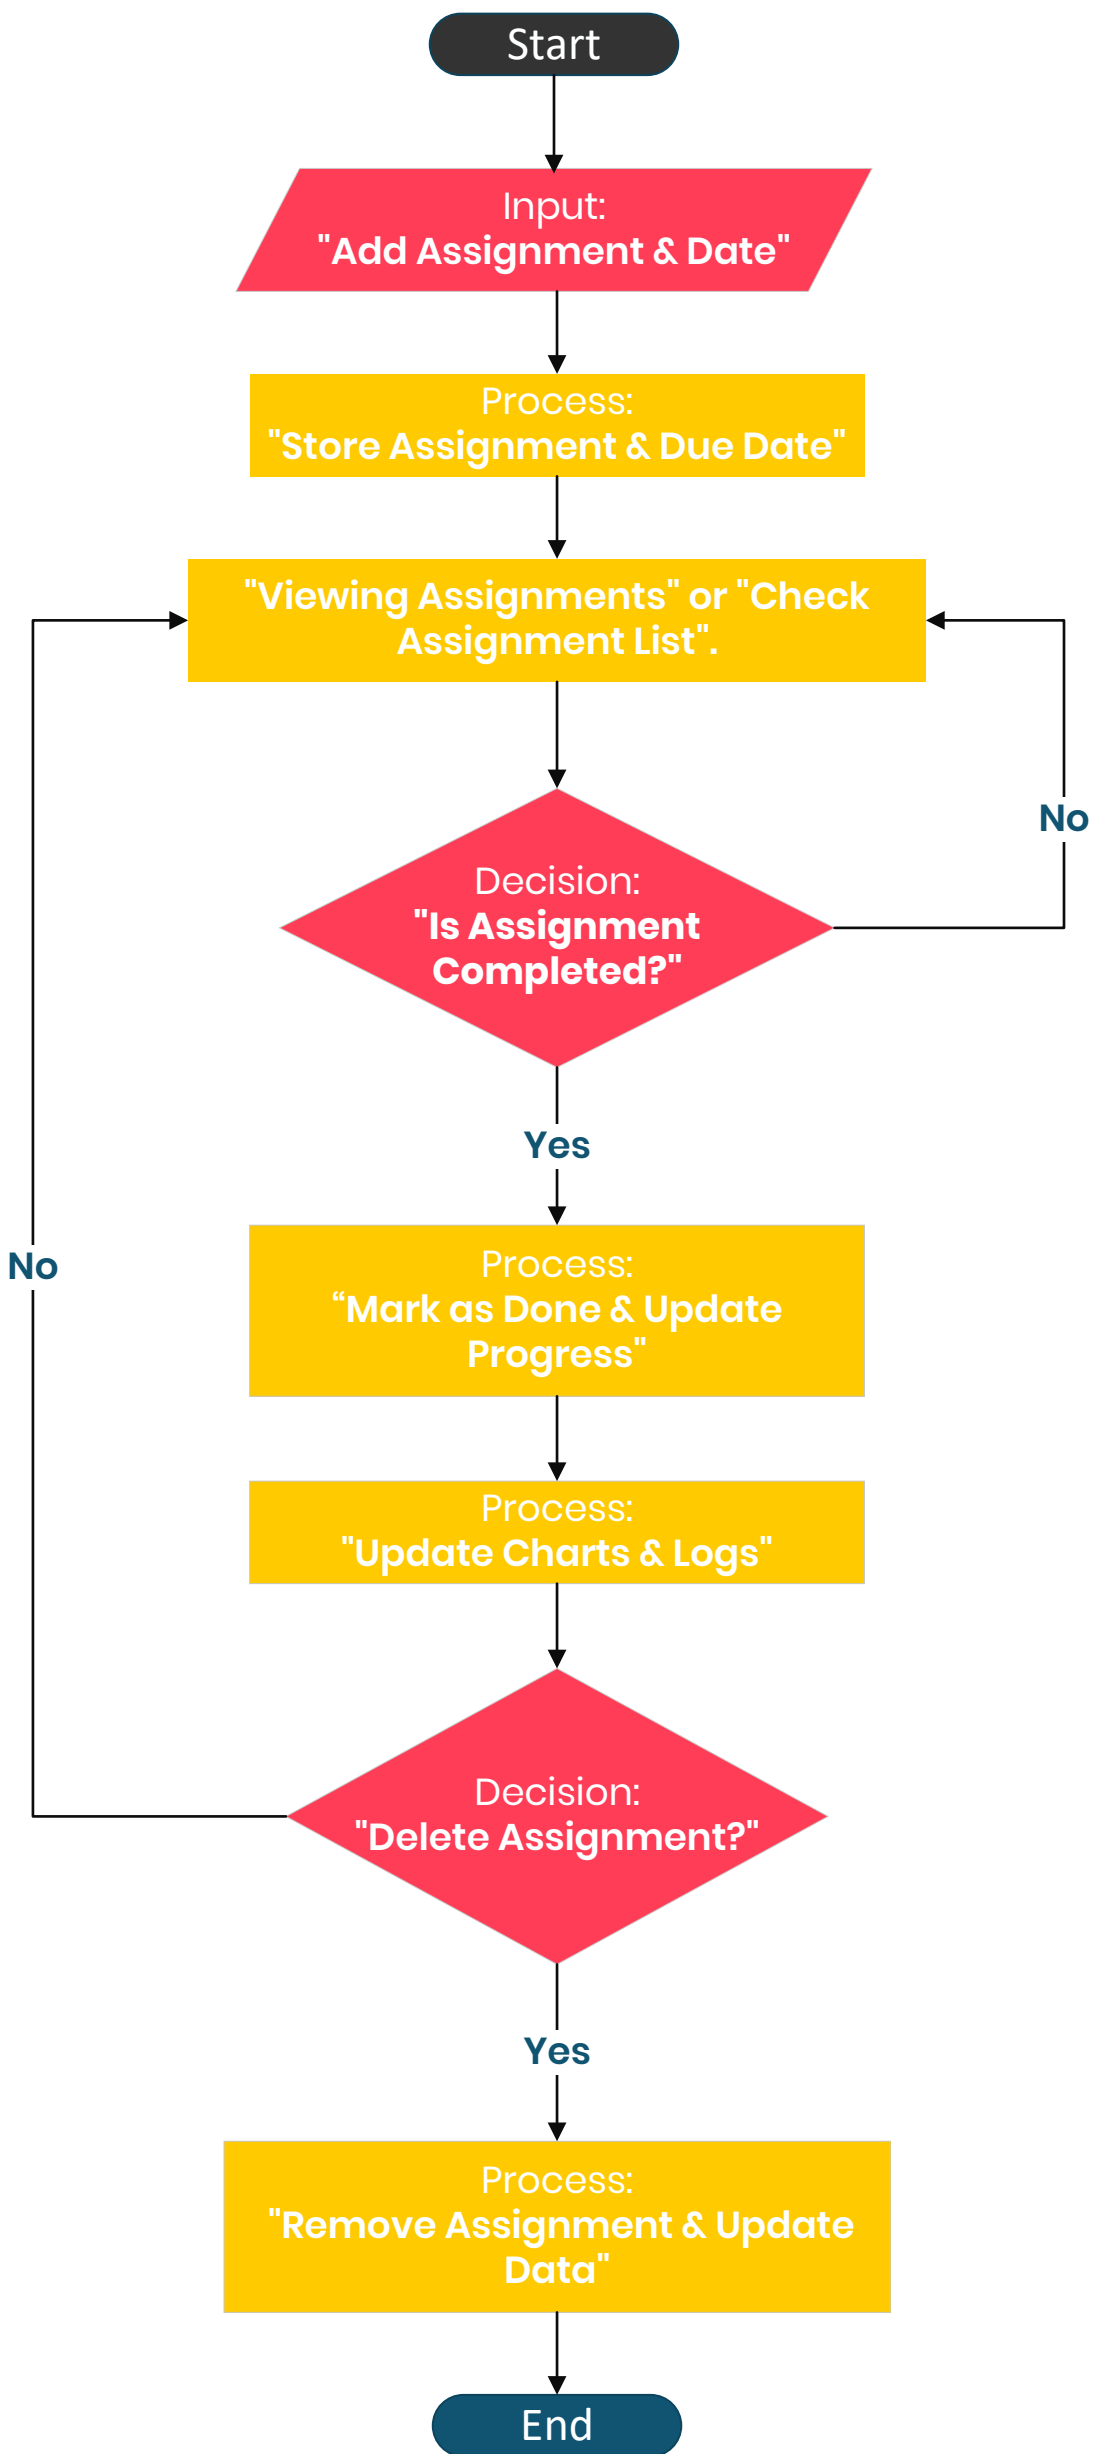 Start
Input:
"Add Assignment & Date"
Process:
"Store Assignment & Due Date"
"Viewing Assignments" or "Check
Assignment List".
No
Decision:
"Is Assignment
Completed?"
Yes
No
Process:
“Mark as Done & Update
Progress"
Process:
"Update Charts & Logs"
Decision:
"Delete Assignment?"
Yes
Process:
"Remove Assignment & Update
Data"
End